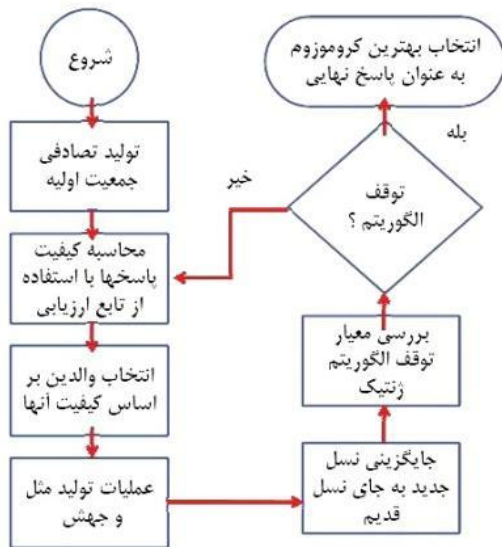 شروع
تولید تصادفی
جمعیت اولیه
محاسبه کیفیت
پاسخها با استفاده
از تابع ارزیابی
انتخاب والدین بر
اساس کیفیت آنها
عملیات تولید مثل
و جهش
جایگزینی نسل
جدید به جای نسل
قدیم
بررسی معیار
توقف الگوریتم
ژنتیک
توقف
الگوریتم ؟
خیر
بله
انتخاب بهترین کروموزوم
به عنوان پاسخ نهایی